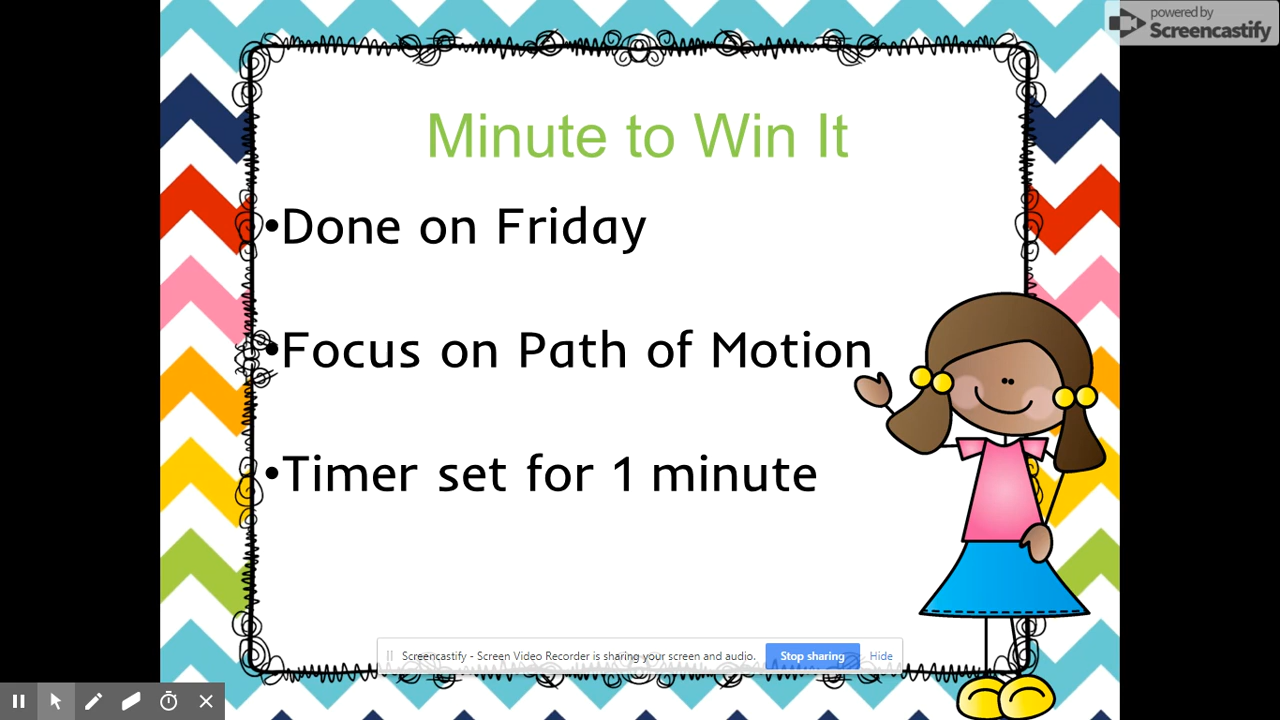 powered by
Screencastify
Minute to Win It
•Done on Friday
•Focus on Path of Motion
•Timer set for 1 minute
Screencastify - Screen Video Recorder is sharing your screen and audio. Stop sharing Hide